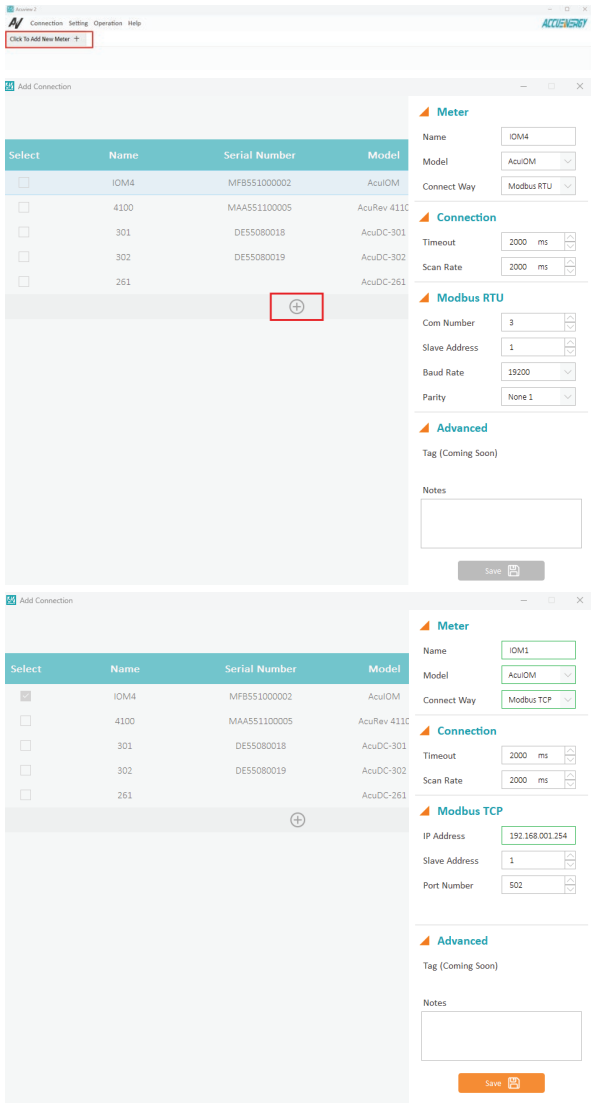 Acuview 2
AV Connection Setting Operation Help ACCUENERGY
Click To Add New Meter +
Add Connection
Meter
Name IOM4
Model AcuIOM
Connect Way Modbus RTU
Connection
Timeout 2000 ms
Scan Rate 2000 ms
Modbus RTU
Com Number 3
Slave Address 1
Baud Rate 19200
Parity None 1
Advanced
Tag (Coming Soon)
Notes
Save
Select Name Serial Number Model
IOM4 MFB551000002 AcuIOM
4100 MAA551100005 AcuRev 4110
301 DE55080018 AcuDC-301
302 DE55080019 AcuDC-302
261 AcuDC-261
Add Connection
Meter
Name IOM1
Model AcuIOM
Connect Way Modbus TCP
Connection
Timeout 2000 ms
Scan Rate 2000 ms
Modbus TCP
IP Address 192.168.001.254
Slave Address 1
Port Number 502
Advanced
Tag (Coming Soon)
Notes
Save
Select Name Serial Number Model
IOM4 MFB551000002 AcuIOM
4100 MAA551100005 AcuRev 4110
301 DE55080018 AcuDC-301
302 DE55080019 AcuDC-302
261 AcuDC-261